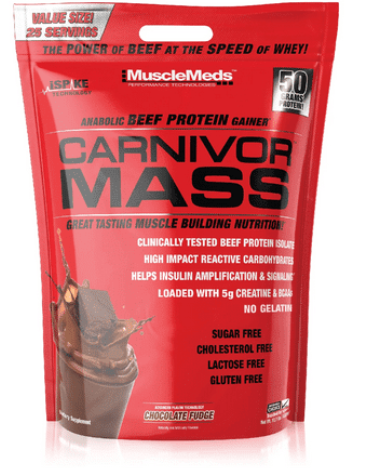 VALUE SIZE!
25 SERVINGS
THE POWER OF BEEF AT THE SPEED OF WHEY!
MuscleMeds
PERFORMANCE TECHNOLOGIES
50
GRAMS
PROTEIN
ANABOLIC BEEF PROTEIN GAINER
CARNIVOR
MASS
GREAT TASTING MUSCLE BUILDING NUTRITION!
CLINICALLY TESTED BEEF PROTEIN ISOLATE
HIGH IMPACT REACTIVE CARBOHYDRATES
HELPS INSULIN AMPLIFICATION & SIGNALING
LOADED WITH 5g CREATINE & BCAAs
NO GELATIN
SUGAR FREE
CHOLESTEROL FREE
LACTOSE FREE
GLUTEN FREE
CHOCOLATE FUDGE
Dietary Supplement